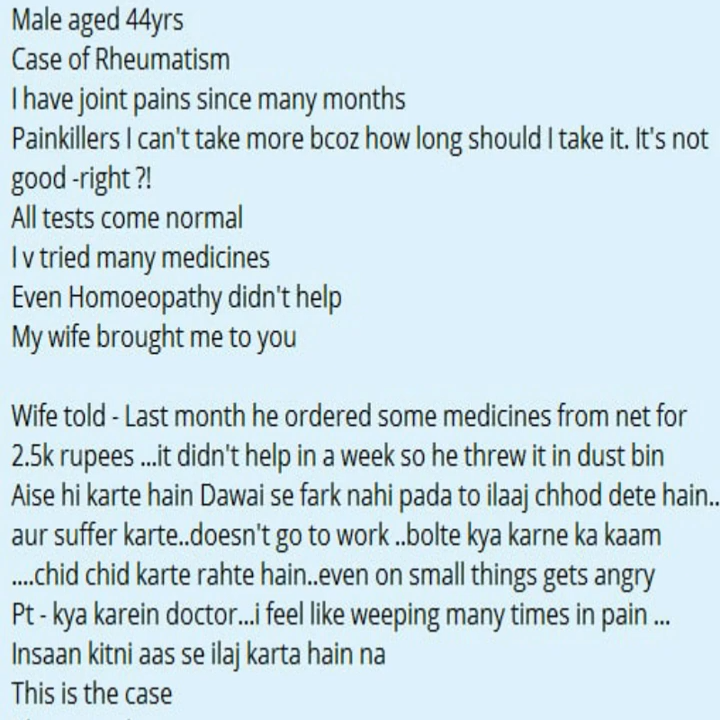 Male aged 44yrs
Case of Rheumatism
I have joint pains since many months
Painkillers I can't take more bcoz how long should I take it. It's not
good -right ?!
All tests come normal
I v tried many medicines
Even Homoeopathy didn't help
My wife brought me to you
Wife told - Last month he ordered some medicines from net for
2.5k rupees ...it didn't help in a week so he threw it in dust bin
Aise hi karte hain Dawai se fark nahi pada to ilaaj chhod dete hain..
aur suffer karte..doesn't go to work ..bolte kya karne ka kaam
....chid chid karte rahte hain..even on small things gets angry
Pt - kya karein doctor...i feel like weeping many times in pain ...
Insaan kitni aas se ilaj karta hain na
This is the case